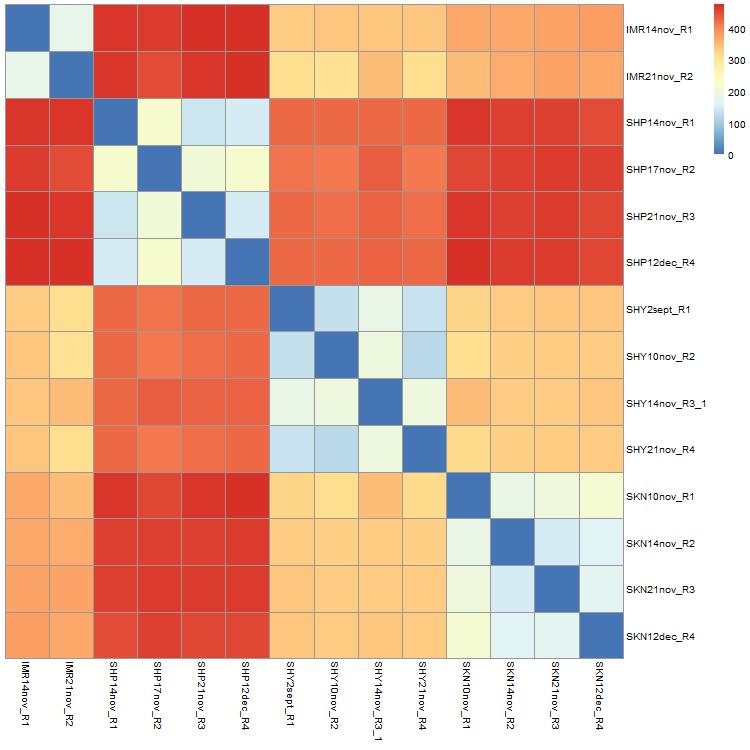 IMR14nov_R1
IMR21nov_R2
SHP14nov_R1
SHP17nov_R2
SHP21nov_R3
SHP12dec_R4
SHY2sept_R1
SHY10nov_R2
SHY14nov_R3_1
SHY21nov_R4
SKN10nov_R1
SKN14nov_R2
SKN21nov_R3
SKN12dec_R4
400
300
200
100
0
IMR14nov_R1
IMR21nov_R2
SHP14nov_R1
SHP17nov_R2
SHP21nov_R3
SHP12dec_R4
SHY2sept_R1
SHY10nov_R2
SHY14nov_R3_1
SHY21nov_R4
SKN10nov_R1
SKN14nov_R2
SKN21nov_R3
SKN12dec_R4